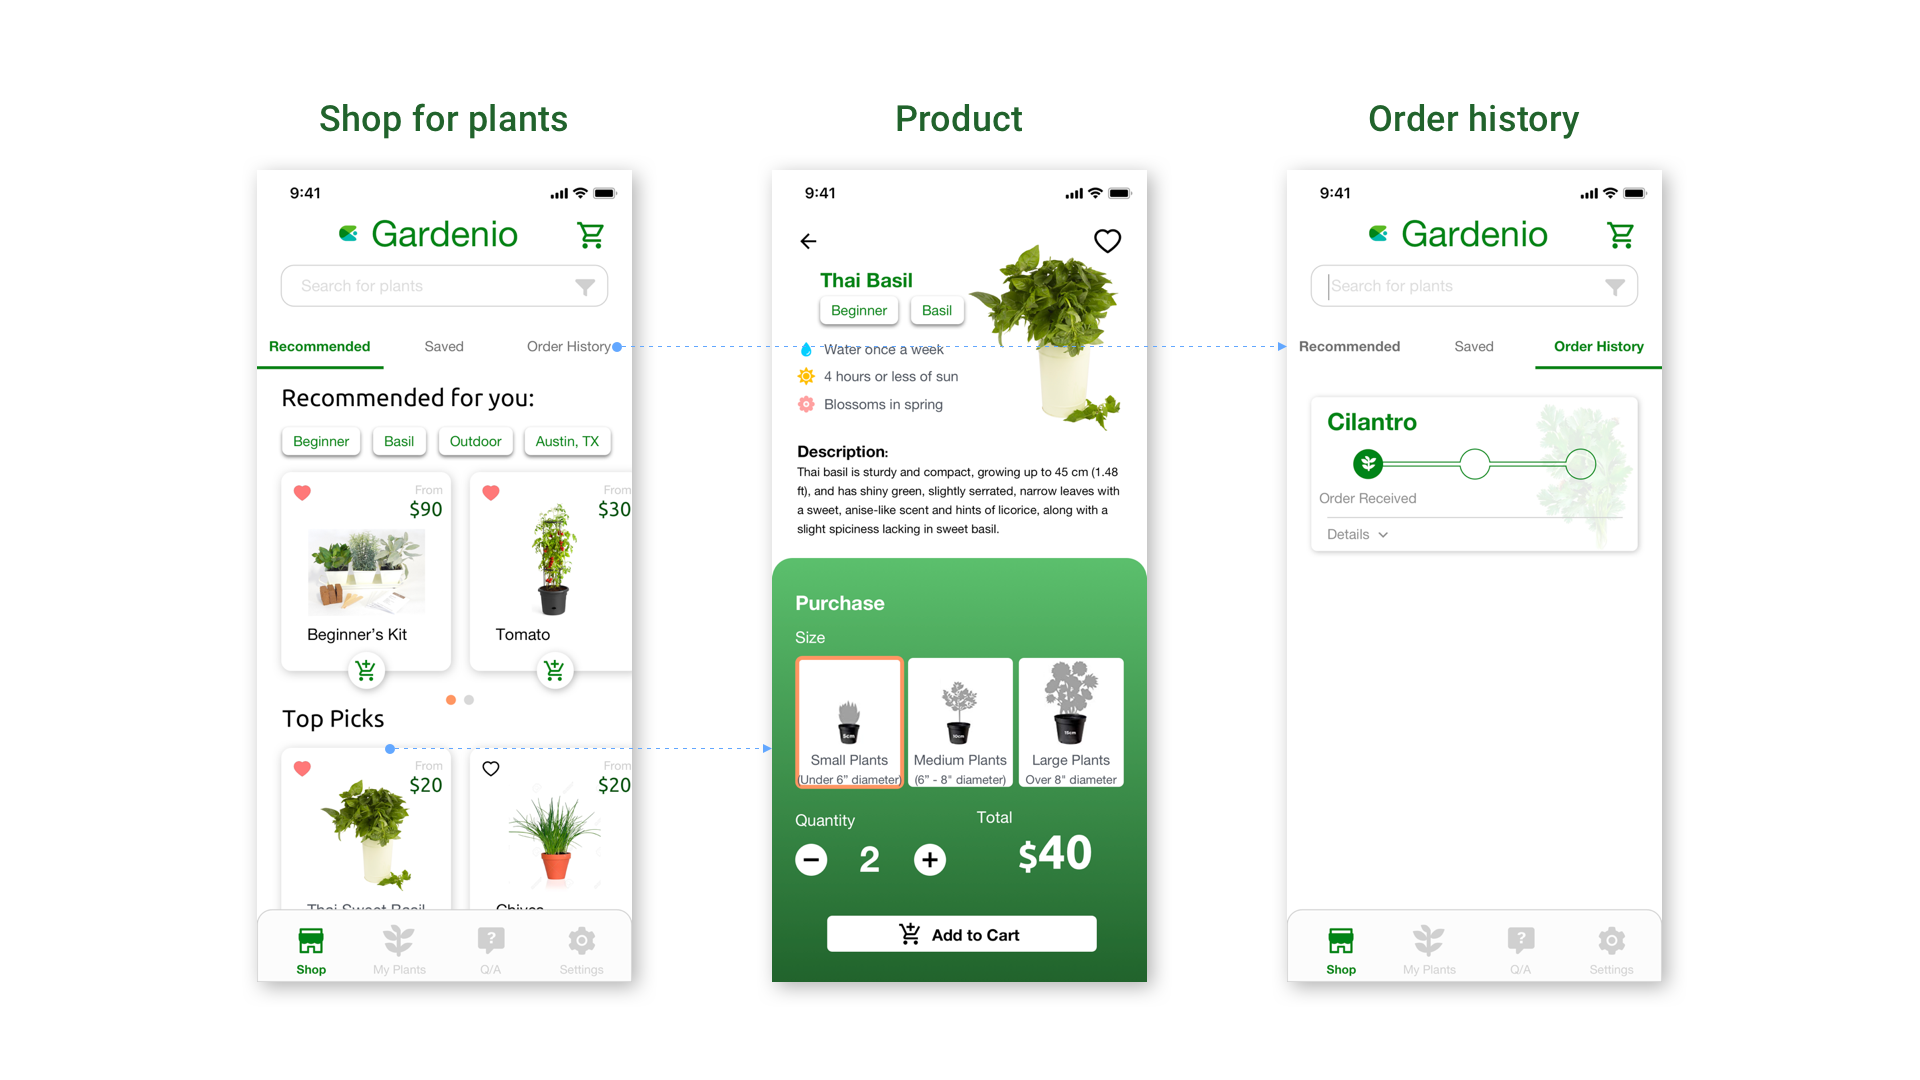 Shop for plants
Product
Order history
9:41
Gardenio
Search for plants
Recommended
Saved
Order History
Recommended for you:
Beginner
Basil
Outdoor
Austin, TX
From
$90
Beginner’s Kit
From
$30
Tomato
Top Picks
From
$20
Thai Sweet Basil
From
$20
Chives
Shop
My Plants
Q/A
Settings
9:41
Thai Basil
Beginner
Basil
Water once a week
4 hours or less of sun
Blossoms in spring
Description:
Thai basil is sturdy and compact, growing up to 45 cm (1.48
ft), and has shiny green, slightly serrated, narrow leaves with
a sweet, anise-like scent and hints of licorice, along with a
slight spiciness lacking in sweet basil.
Purchase
Size
5cm
Small Plants
(Under 6” diameter)
10cm
Medium Plants
(6” - 8" diameter)
15cm
Large Plants
Over 8" diameter
Quantity
2
Total
$40
Add to Cart
9:41
Gardenio
Search for plants
Recommended
Saved
Order History
Cilantro
Order Received
Details
Shop
My Plants
Q/A
Settings